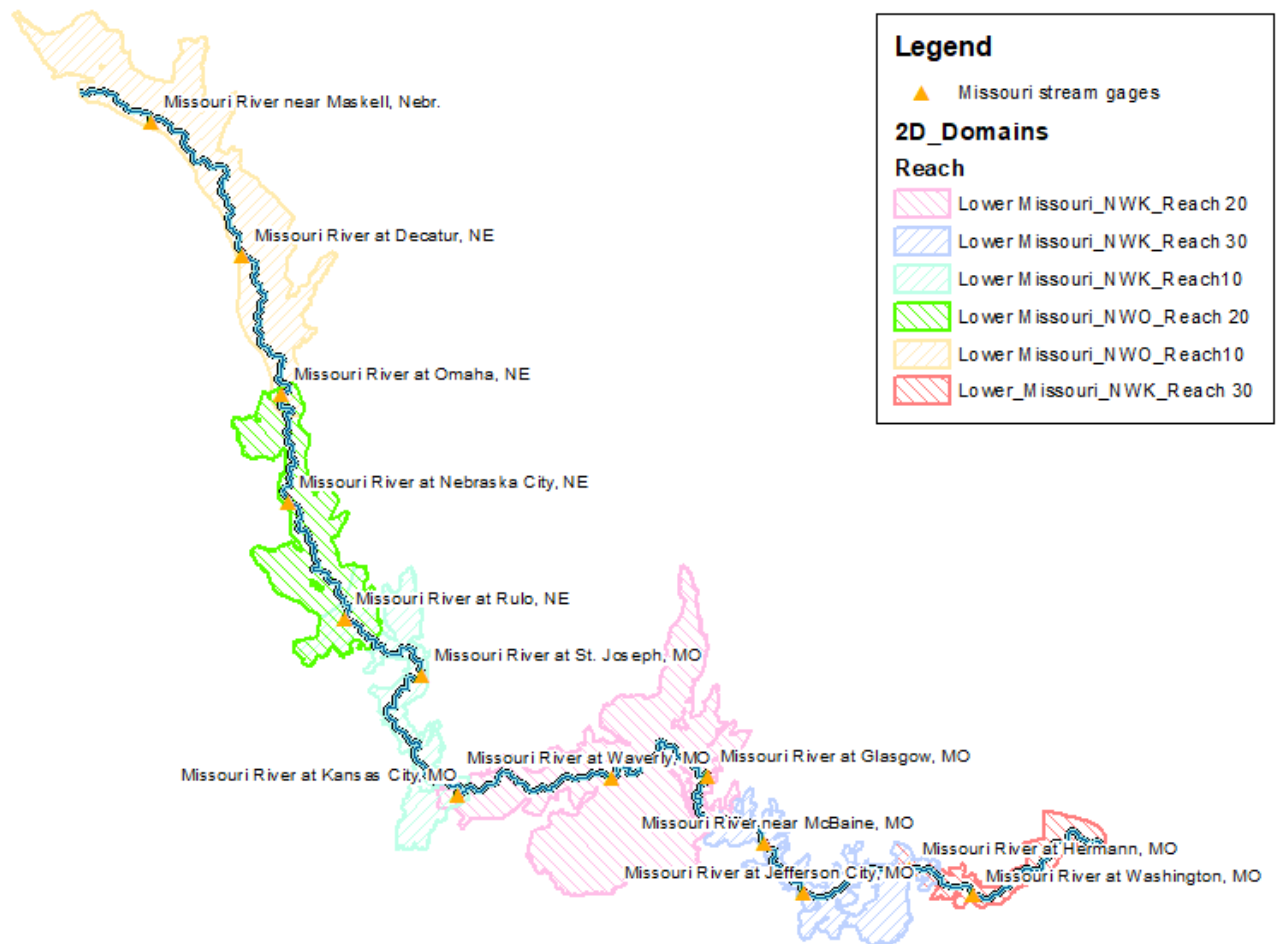 Legend
Missouri stream gages
2D_Domains
Reach
Lower Missouri_NWK_Reach 20
Lower Missouri_NWK_Reach 30
Lower Missouri_NWK_Reach10
Lower Missouri_NWO_Reach 20
Lower Missouri_NWO_Reach10
Lower_Missouri_NWK_Reach 30
Missouri River near Maskell, Nebr.
Missouri River at Decatur, NE
Missouri River at Omaha, NE
Missouri River at Nebraska City, NE
Missouri River at Rulo, NE
Missouri River at St. Joseph, MO
Missouri River at Waverly, MO
Missouri River at Glasgow, MO
Missouri River at Kansas City, MO
Missouri River near McBaine, MO
Missouri River at Hermann, MO
Missouri River at Jefferson City, MO
Missouri River at Washington, MO